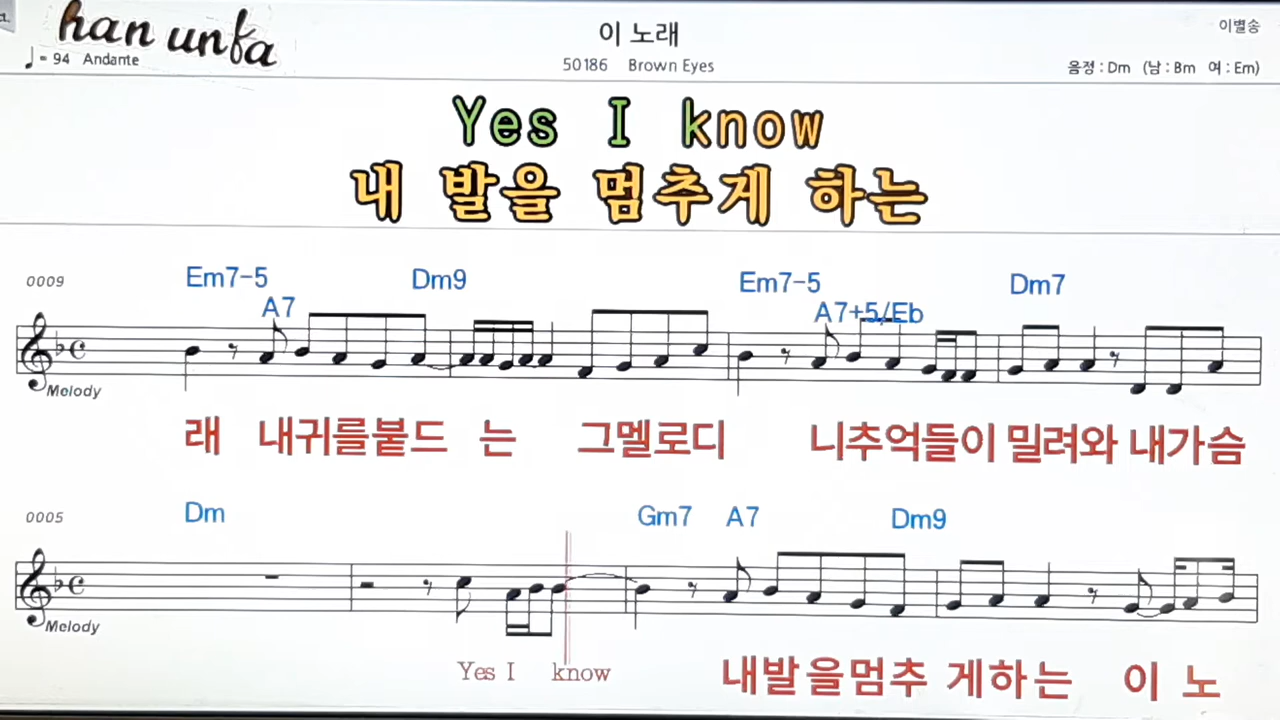 han unfa
이 노래
이별송
♩= 94 Andante
50186 Brown Eyes
음정 : Dm (남 : Bm 여 : Em)
Yes I know
내 발을 멈추게 하는
0009
Em7-5 A7 Dm9 Em7-5 A7+5/Eb Dm7
Melody
래 내귀를붙드 는 그멜로디 니추억들이 밀려와 내가슴
0005
Dm Gm7 A7 Dm9
Melody
Yes I know 내발을멈추 게하는 이 노